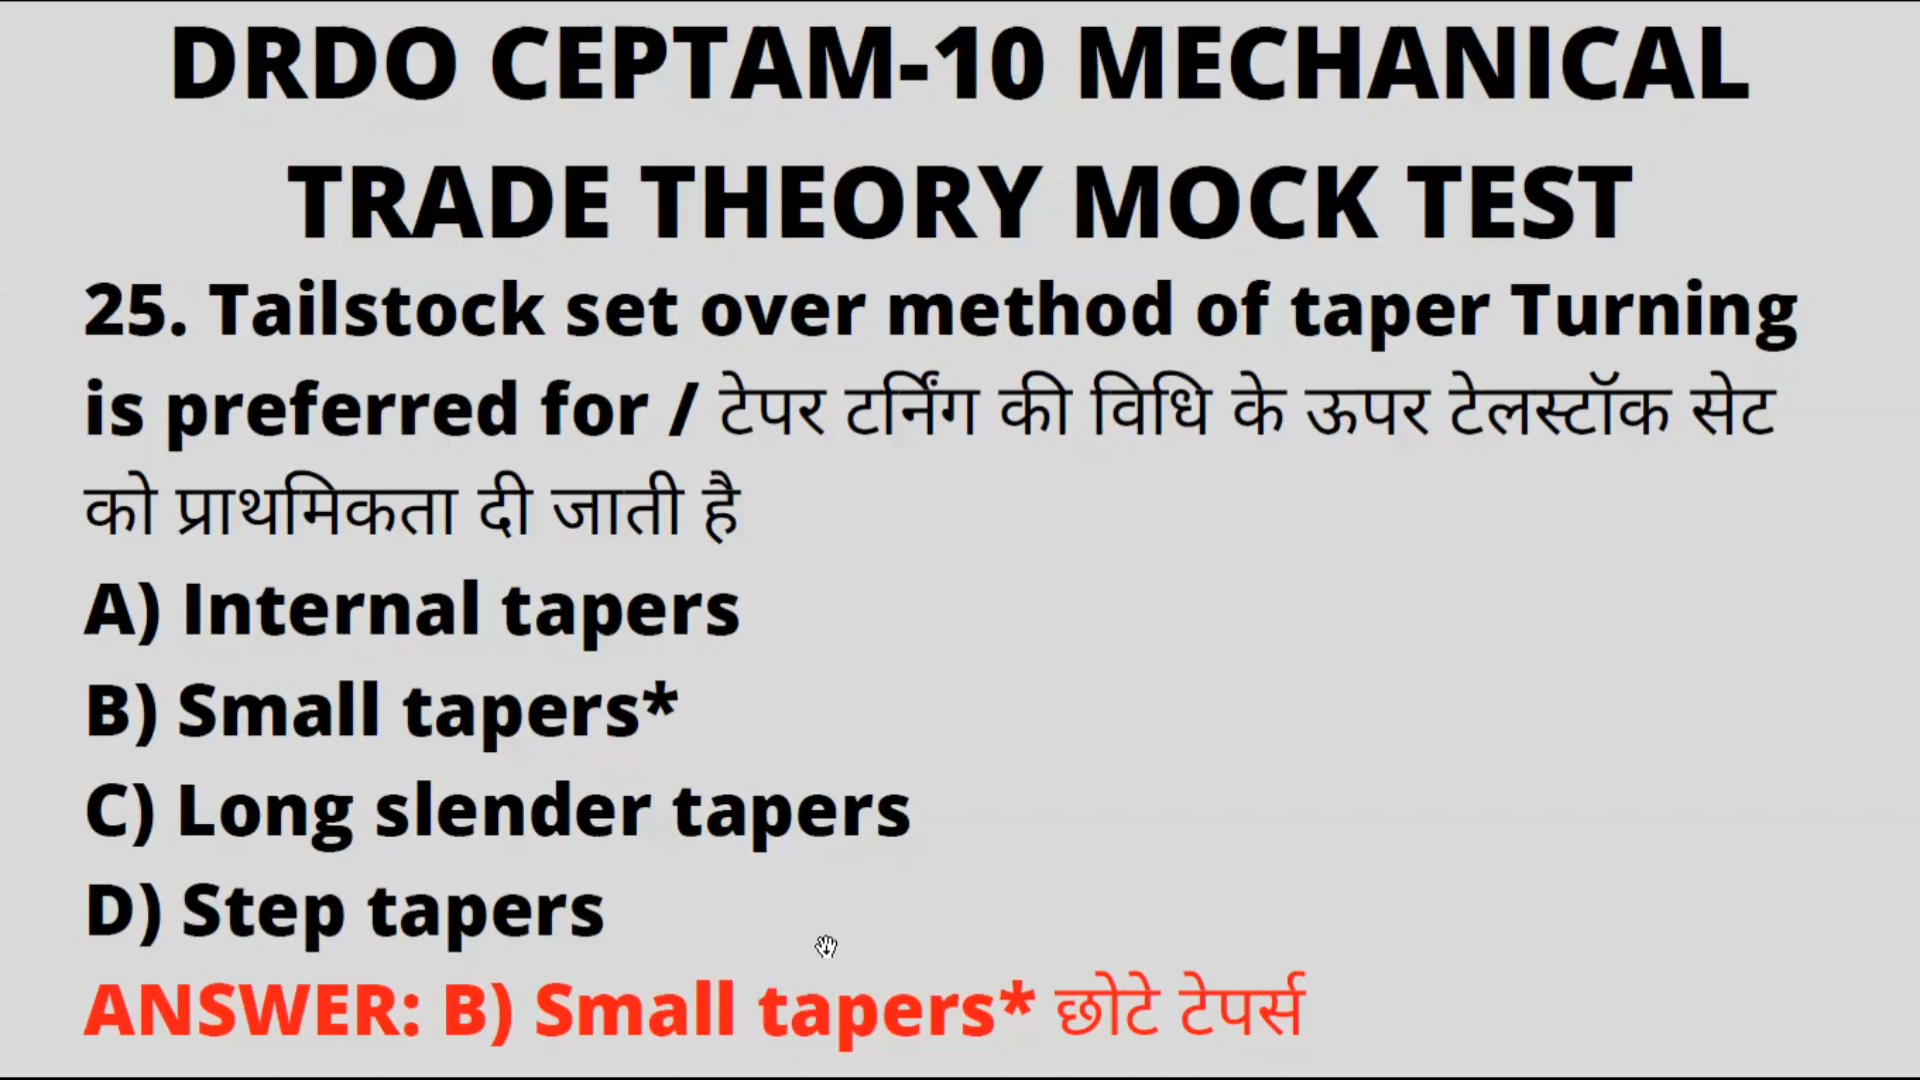 DRDO CEPTAM-10 MECHANICAL
TRADE THEORY MOCK TEST
25. Tailstock set over method of taper Turning
is preferred for / टेपर टर्निंग की विधि के ऊपर टेलस्टॉक सेट
को प्राथमिकता दी जाती है
A) Internal tapers
B) Small tapers*
C) Long slender tapers
D) Step tapers
ANSWER: B) Small tapers* छोटे टेपर्स